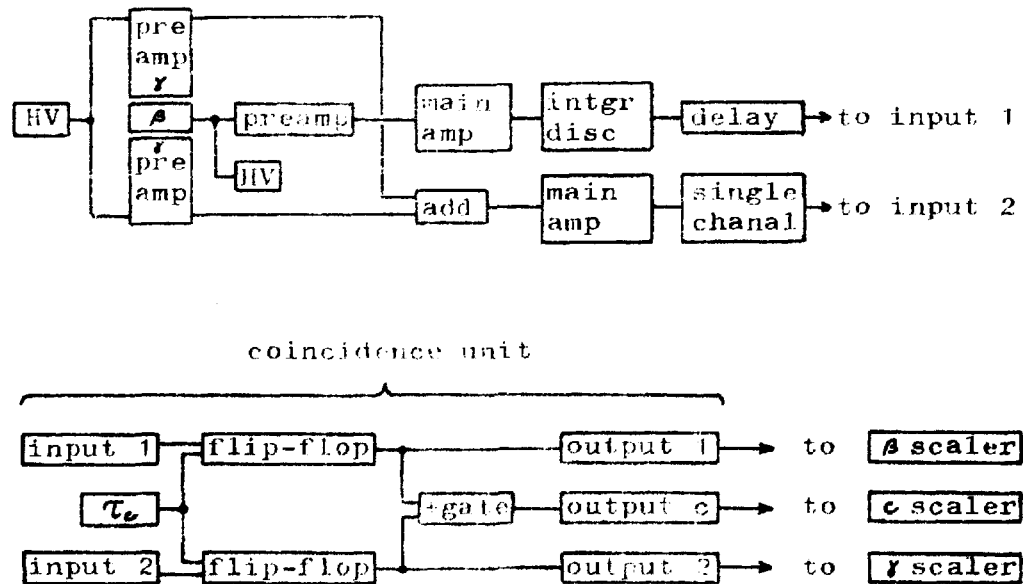 pre
amp
γ
HV
β
preamp
main
amp
intgr
disc
delay
to input 1
γ
pre
amp
HV
add
main
amp
single
chanal
to input 2
coincidence unit
input 1
flip-flop
output 1
to
β scaler
τc
+gate
output c
to
c scaler
input 2
flip-flop
output 2
to
γ scaler